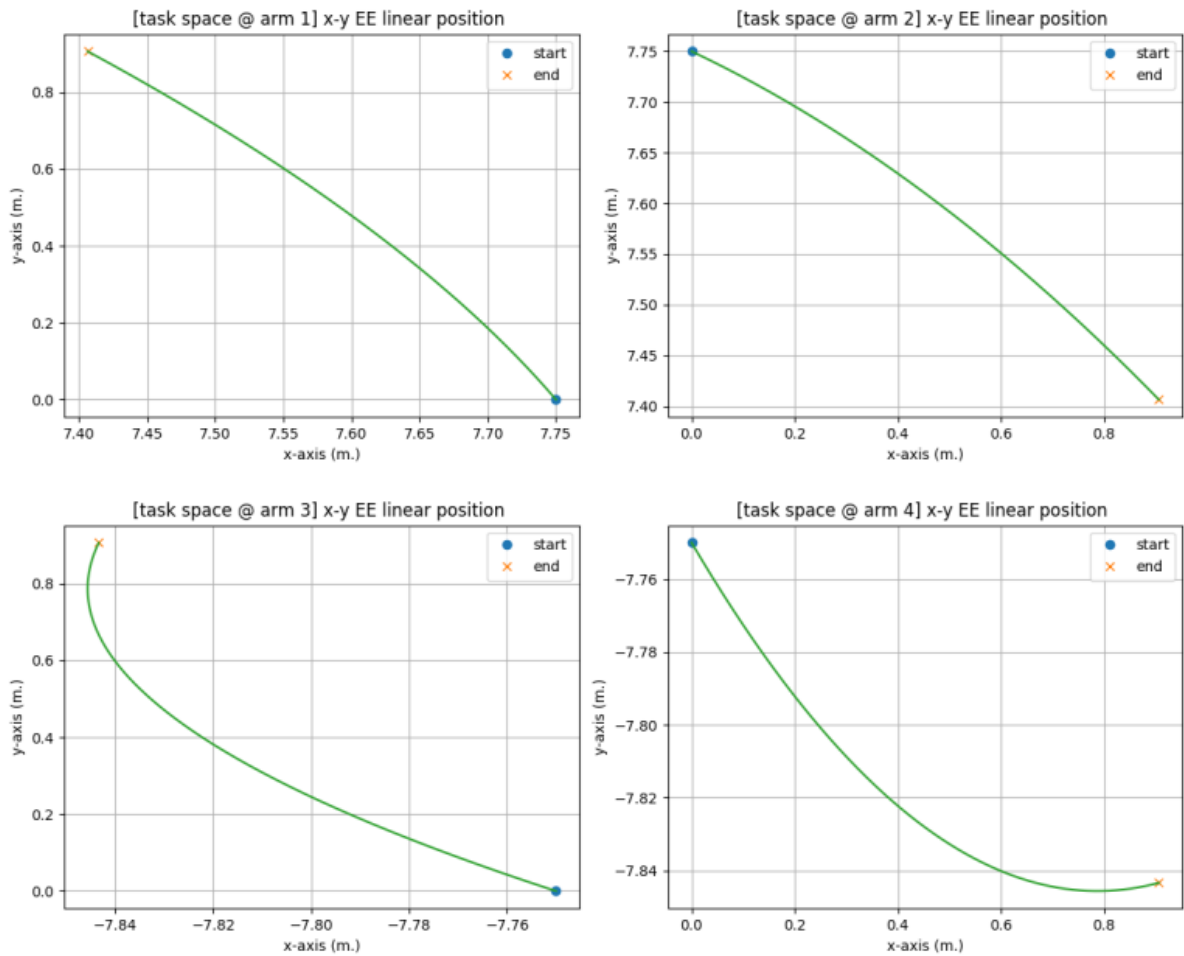 [task space @ arm 1] x-y EE linear position
start
end
y-axis (m.)
0.8
0.6
0.4
0.2
0.0
7.40 7.45 7.50 7.55 7.60 7.65 7.70 7.75
x-axis (m.)
[task space @ arm 2] x-y EE linear position
start
end
y-axis (m.)
7.75
7.70
7.65
7.60
7.55
7.50
7.45
7.40
0.0 0.2 0.4 0.6 0.8
x-axis (m.)
[task space @ arm 3] x-y EE linear position
start
end
y-axis (m.)
0.8
0.6
0.4
0.2
0.0
−7.84 −7.82 −7.80 −7.78 −7.76
x-axis (m.)
[task space @ arm 4] x-y EE linear position
start
end
y-axis (m.)
−7.76
−7.78
−7.80
−7.82
−7.84
0.0 0.2 0.4 0.6 0.8
x-axis (m.)